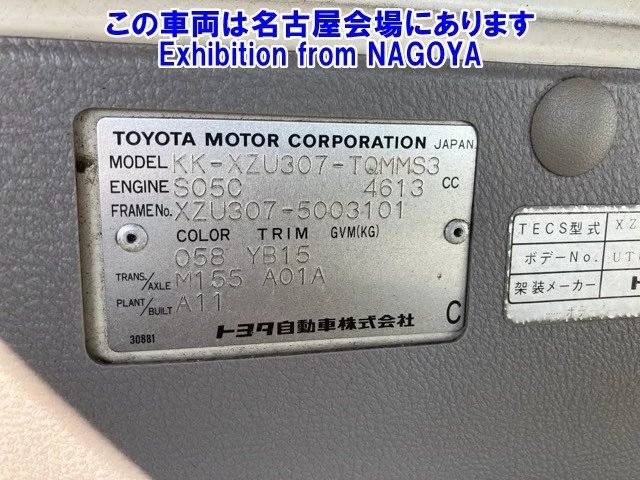 この車両は名古屋会場にあります
Exhibition from NAGOYA
TOYOTA MOTOR CORPORATION JAPAN
MODEL KK-XZU307-TQMMS3
ENGINE S05C 4613 CC
FRAME No. XZU307-5003101
COLOR TRIM GVM(KG)
058 YB15
TRANS./AXLE M155 A01A
PLANT/BUILT A11
30881 トヨタ自動車株式会社 C
TECS型式 XZ
ボデーNo. UT
架装メーカー